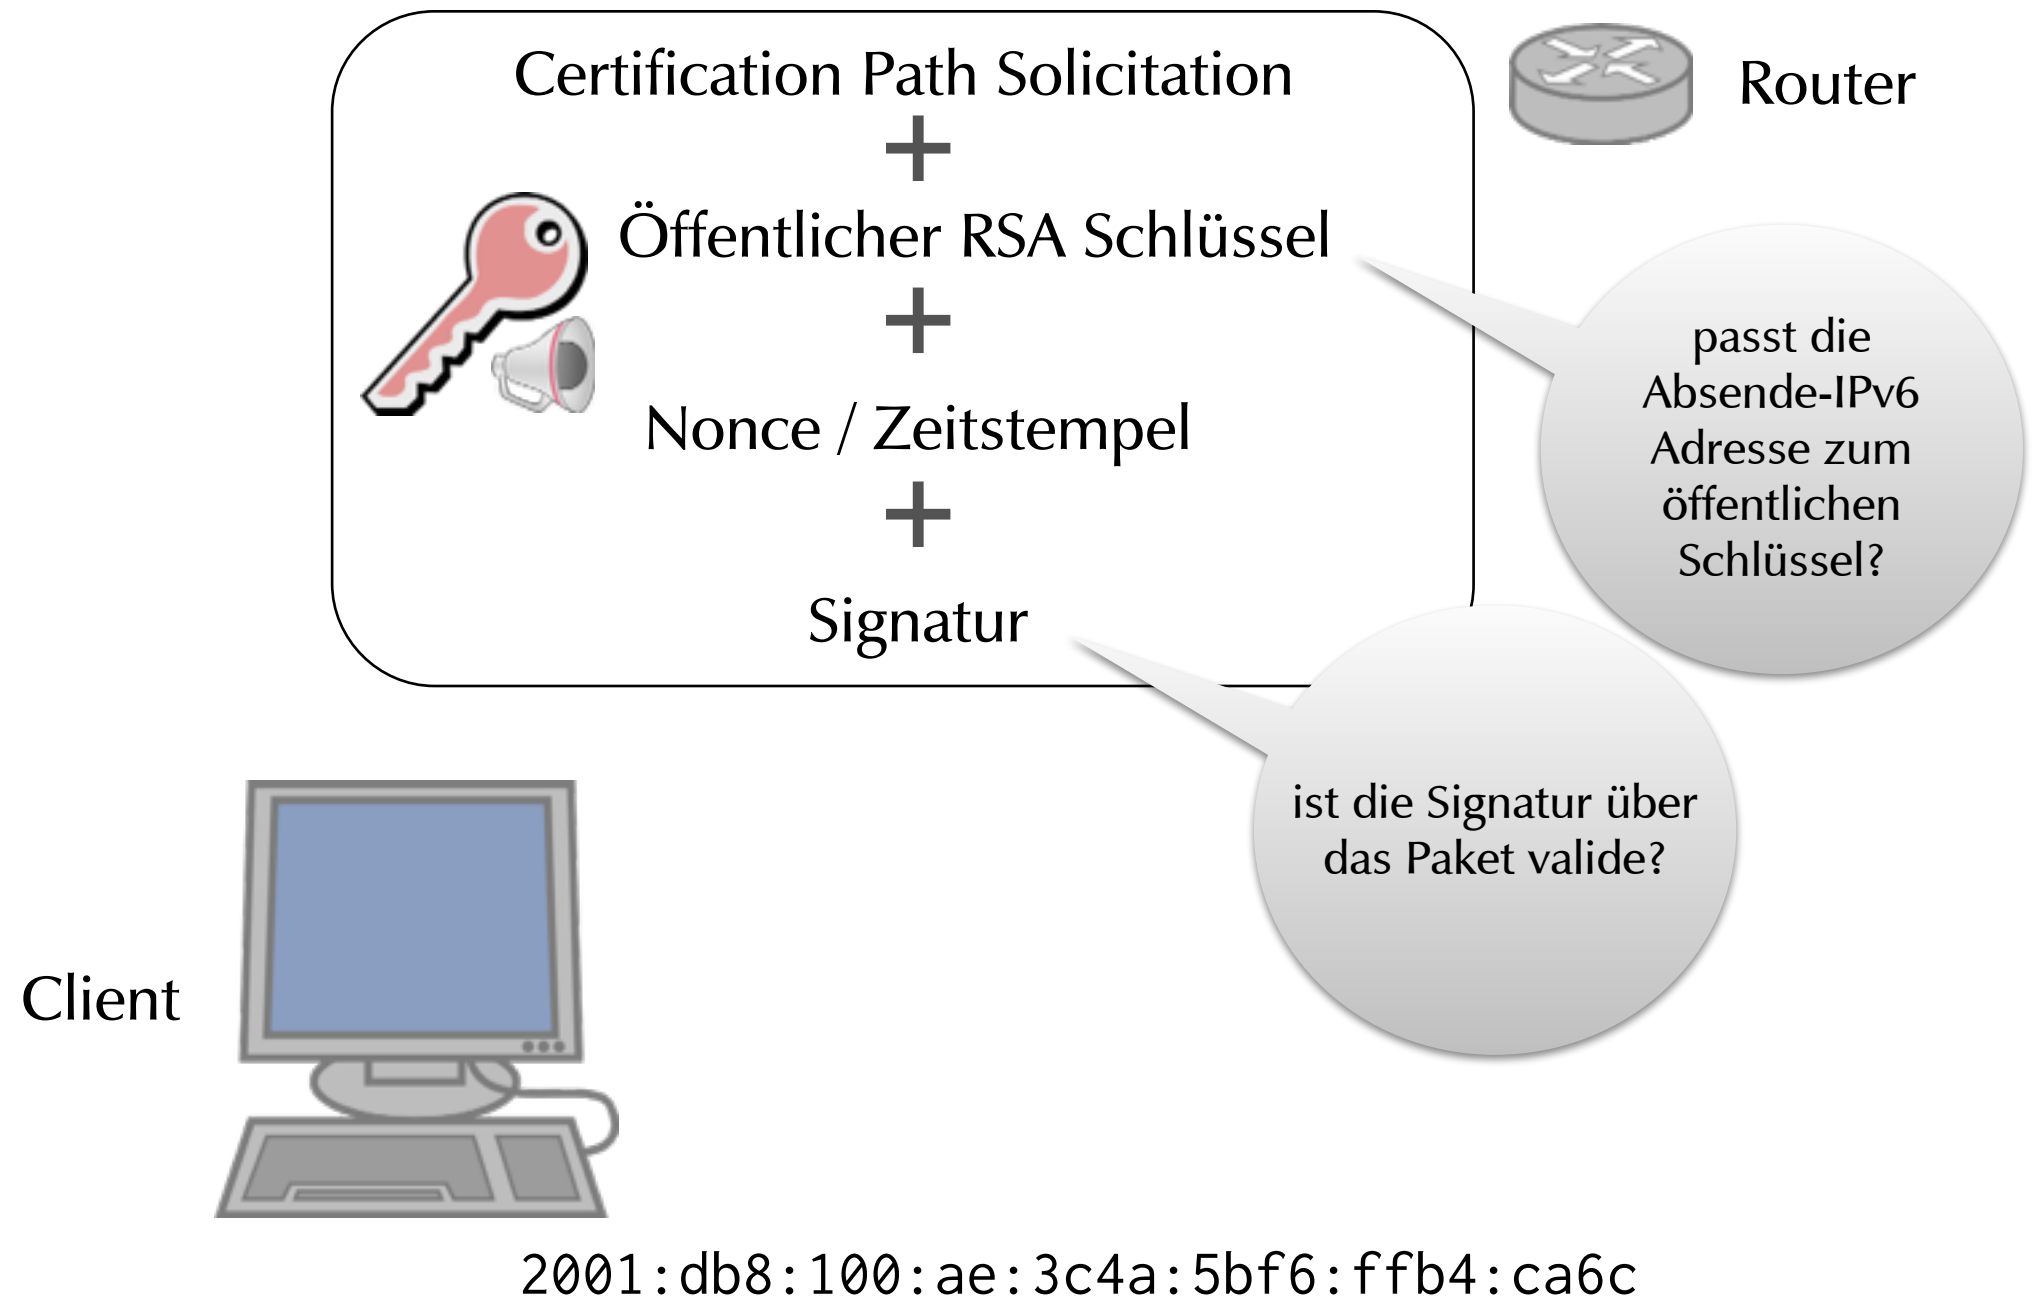 Certification Path Solicitation
+
Öffentlicher RSA Schlüssel
+
Nonce / Zeitstempel
+
Signatur
Router
passt die
Absende-IPv6
Adresse zum
öffentlichen
Schlüssel?
ist die Signatur über
das Paket valide?
Client
2001:db8:100:ae:3c4a:5bf6:ffb4:ca6c